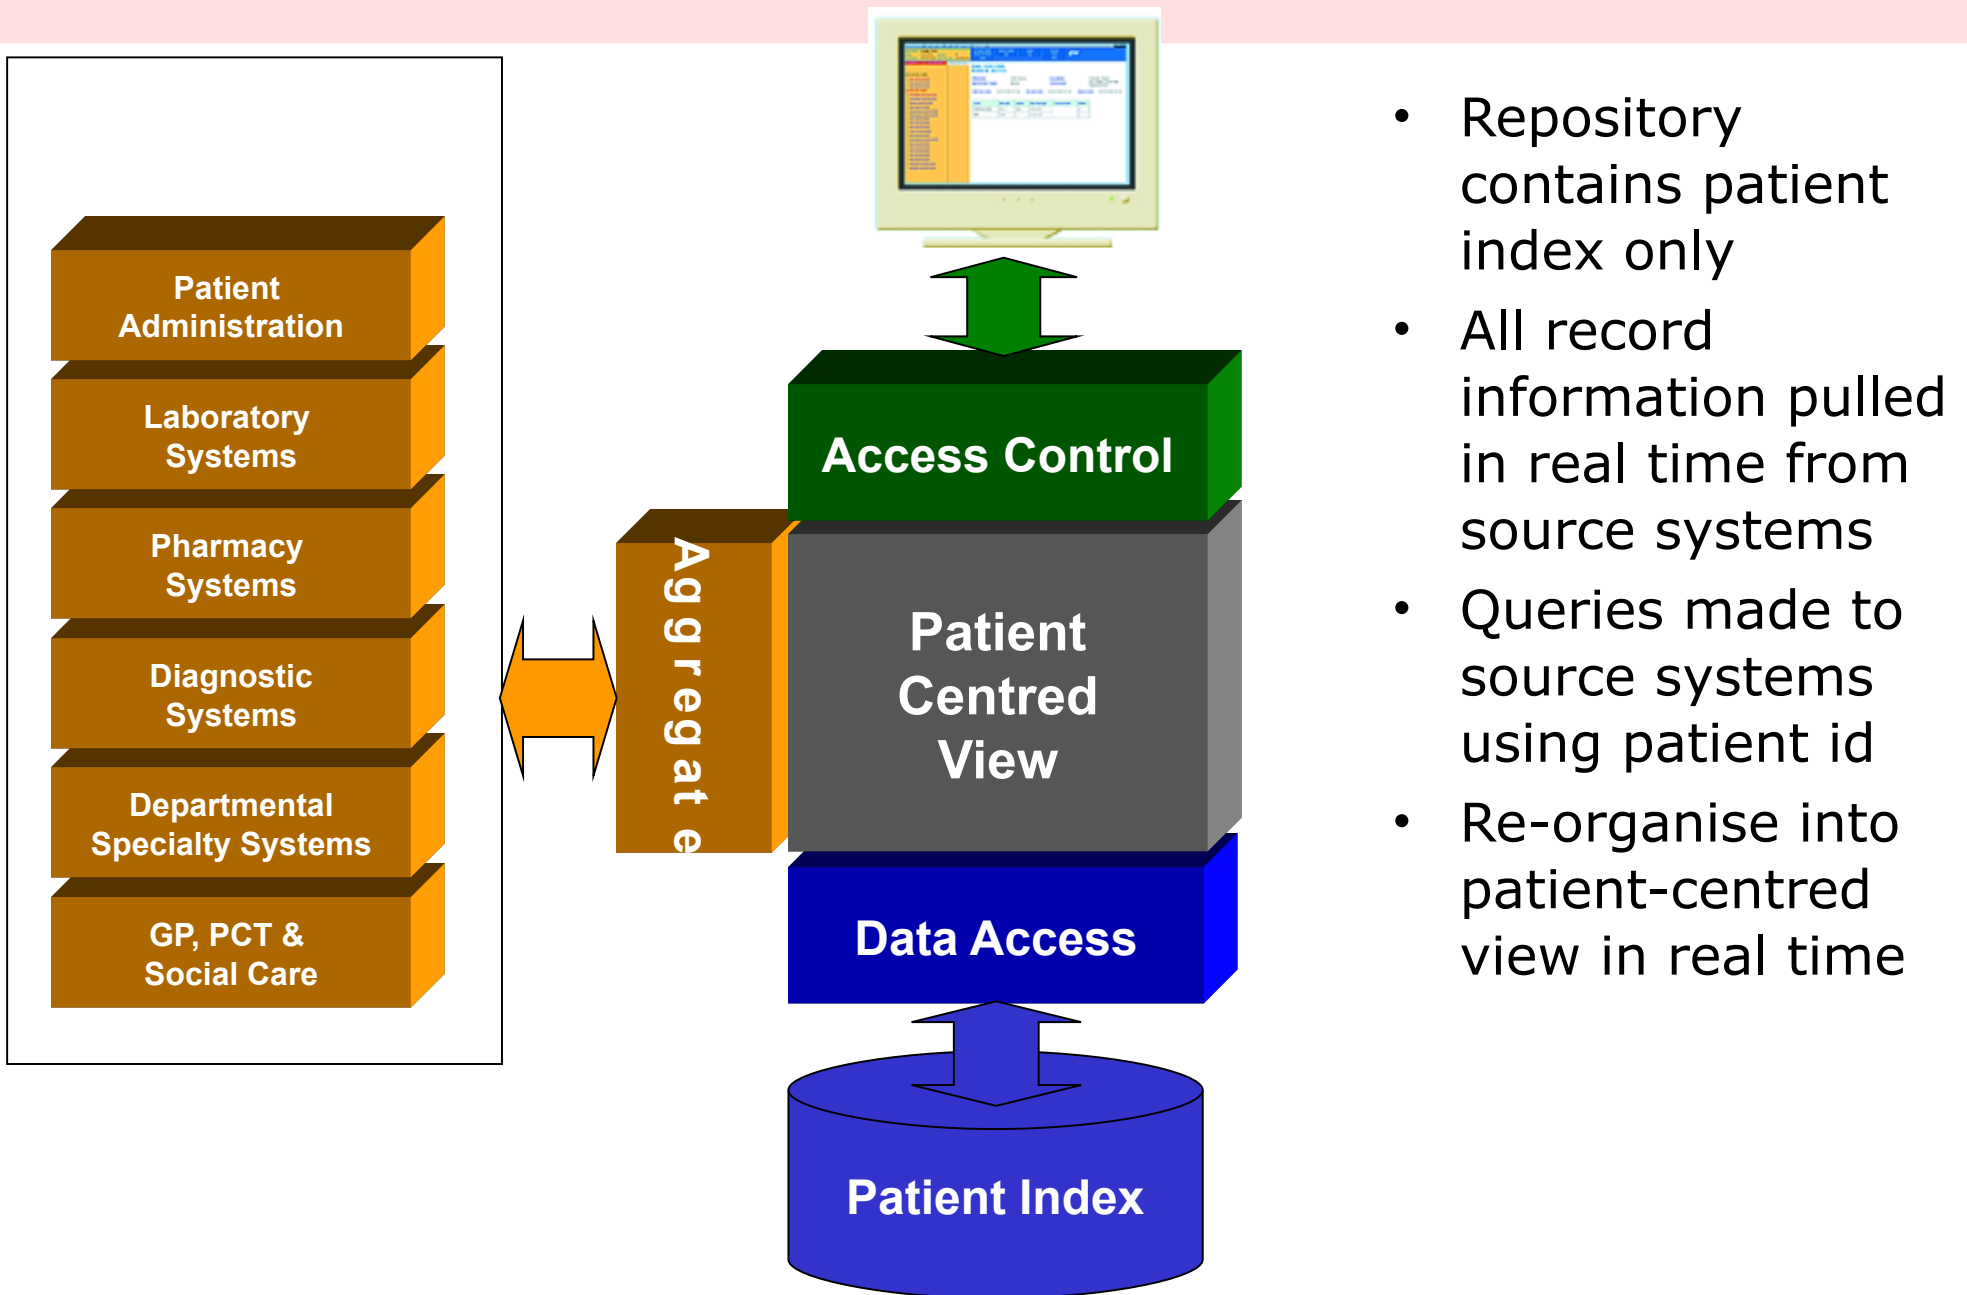 Patient
Administration
Laboratory
Systems
Pharmacy
Systems
Diagnostic
Systems
Departmental
Specialty Systems
GP, PCT &
Social Care
Aggregate
Access Control
Patient
Centred
View
Data Access
Patient Index
• Repository
contains patient
index only
• All record
information pulled
in real time from
source systems
• Queries made to
source systems
using patient id
• Re-organise into
patient-centred
view in real time